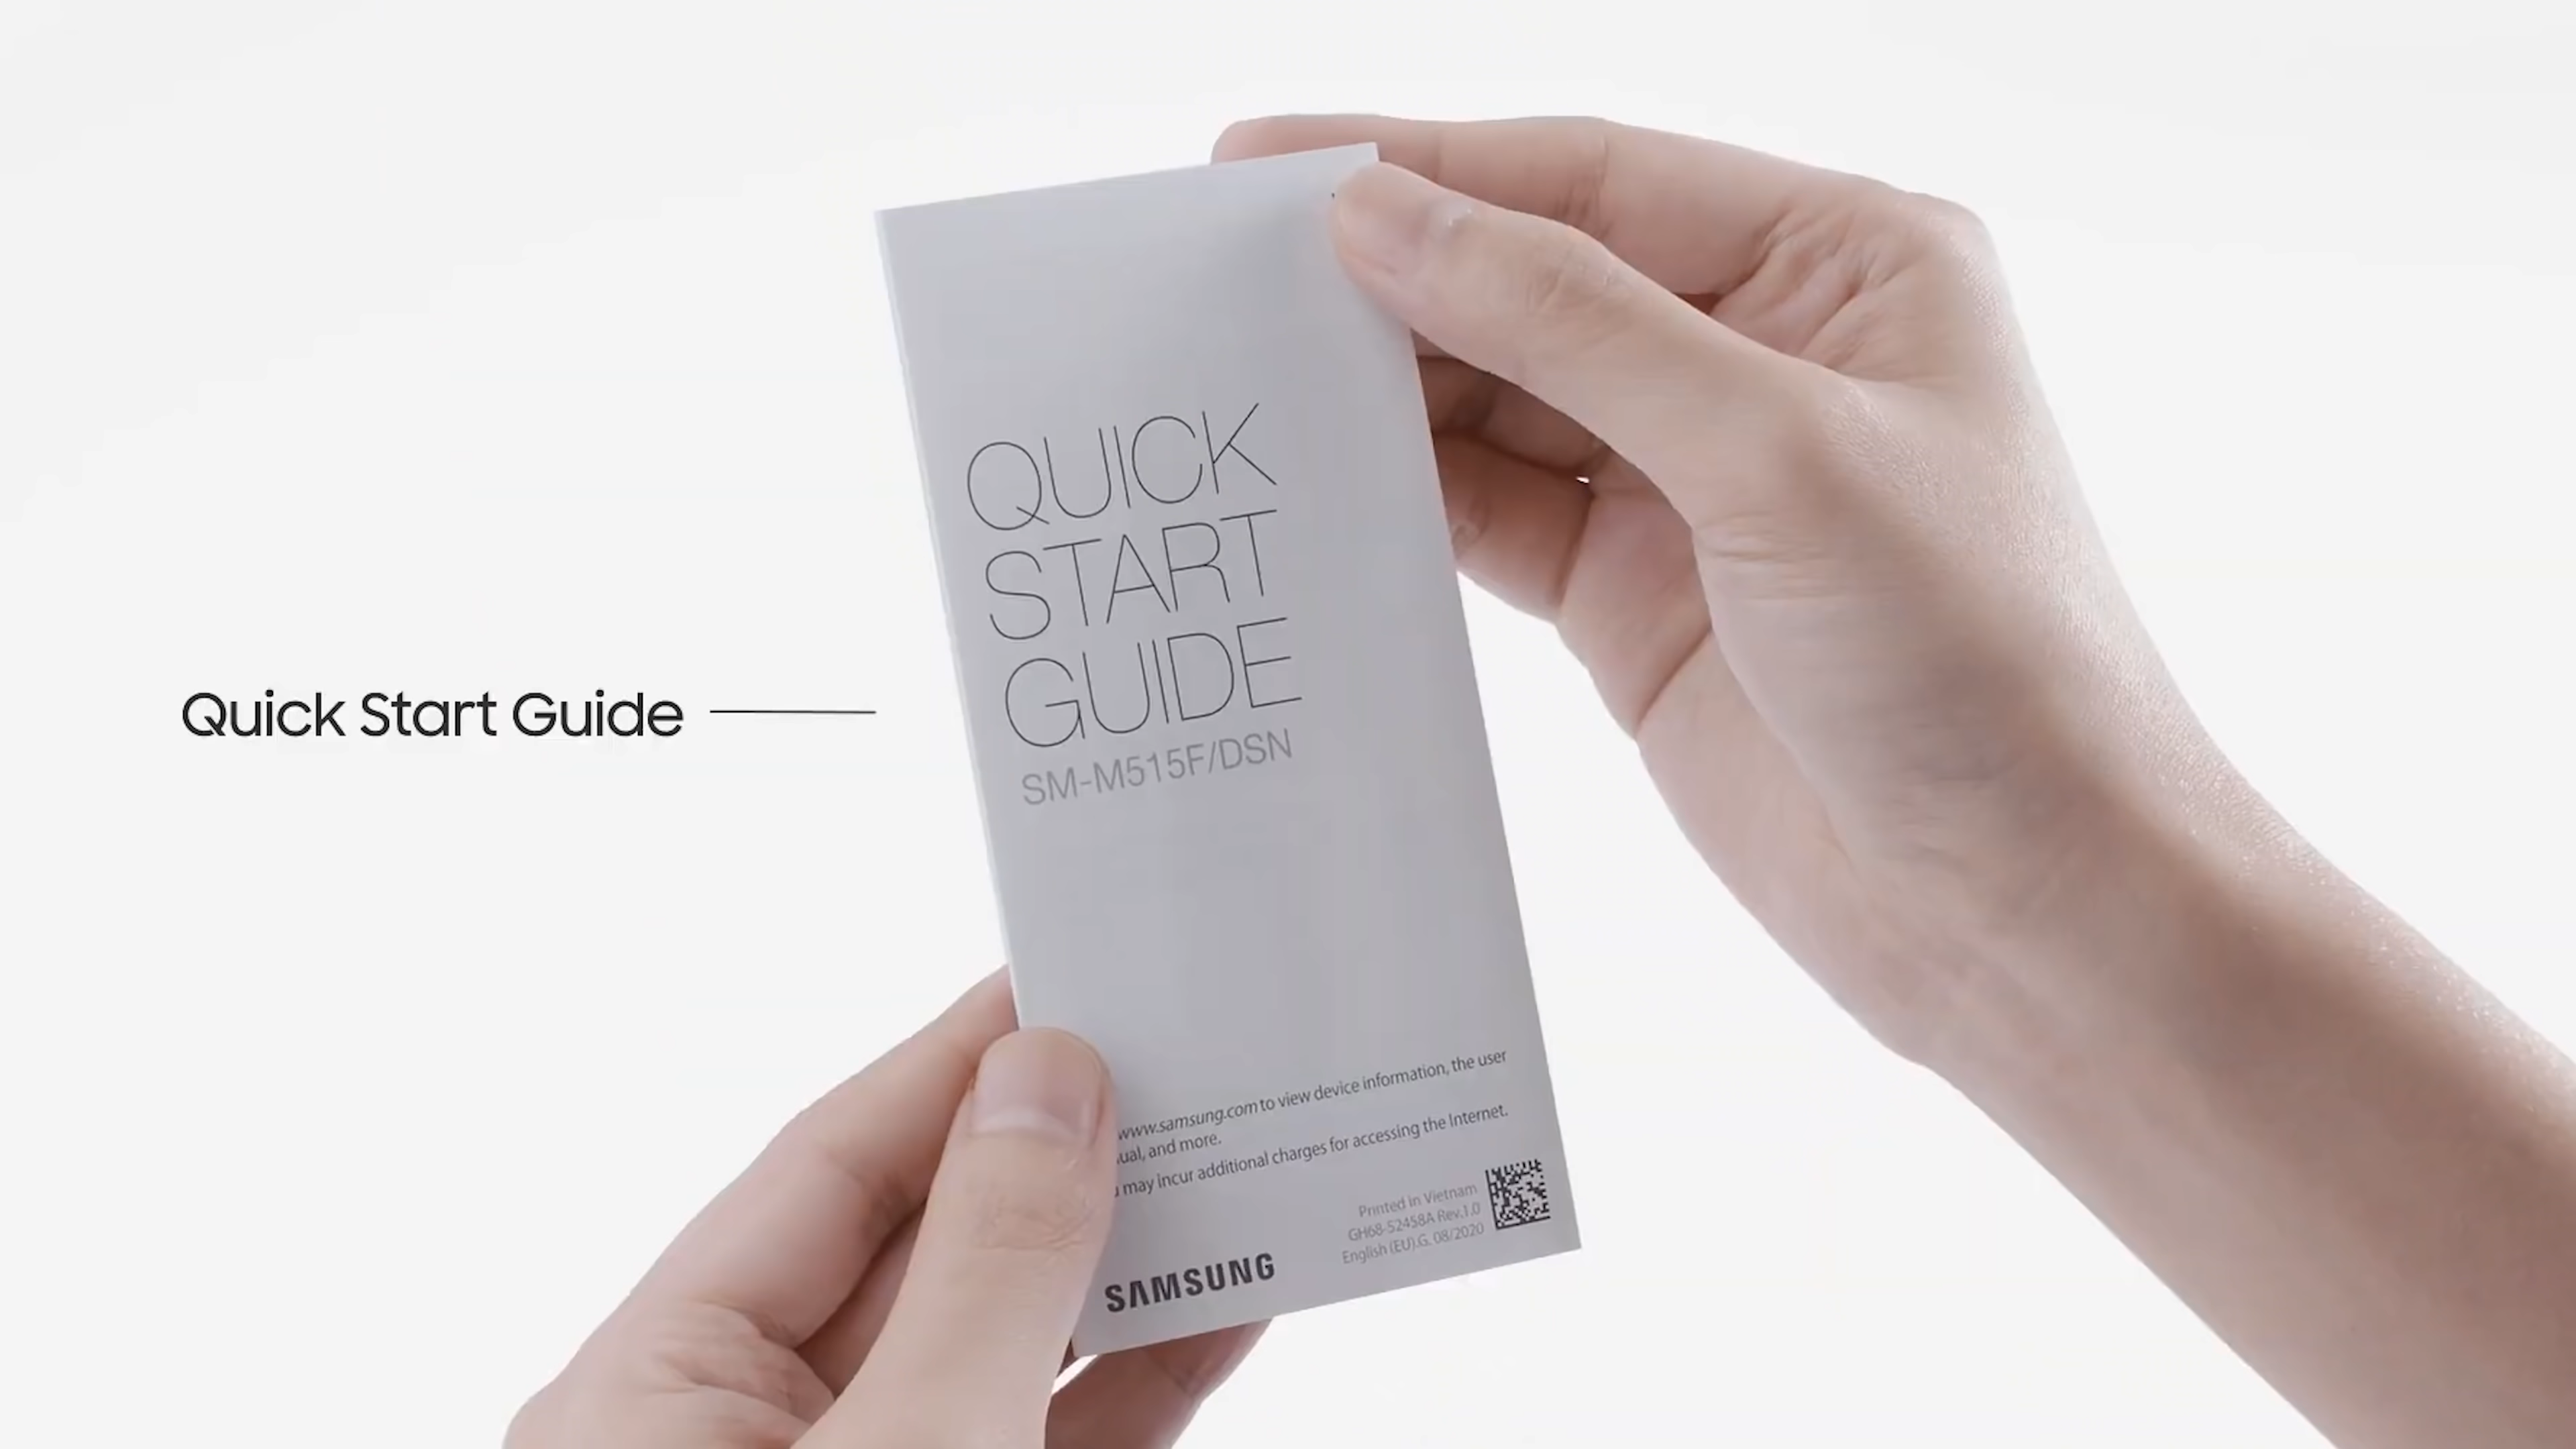 Quick Start Guide
QUICK
START
GUIDE
SM-M515F/DSN
www.samsung.com to view device information, the user
and more.
may incur additional charges for accessing the Internet.
Printed in Vietnam
GH68-52458A Rev.1.0
English (EU).G. 08/2020
SAMSUNG